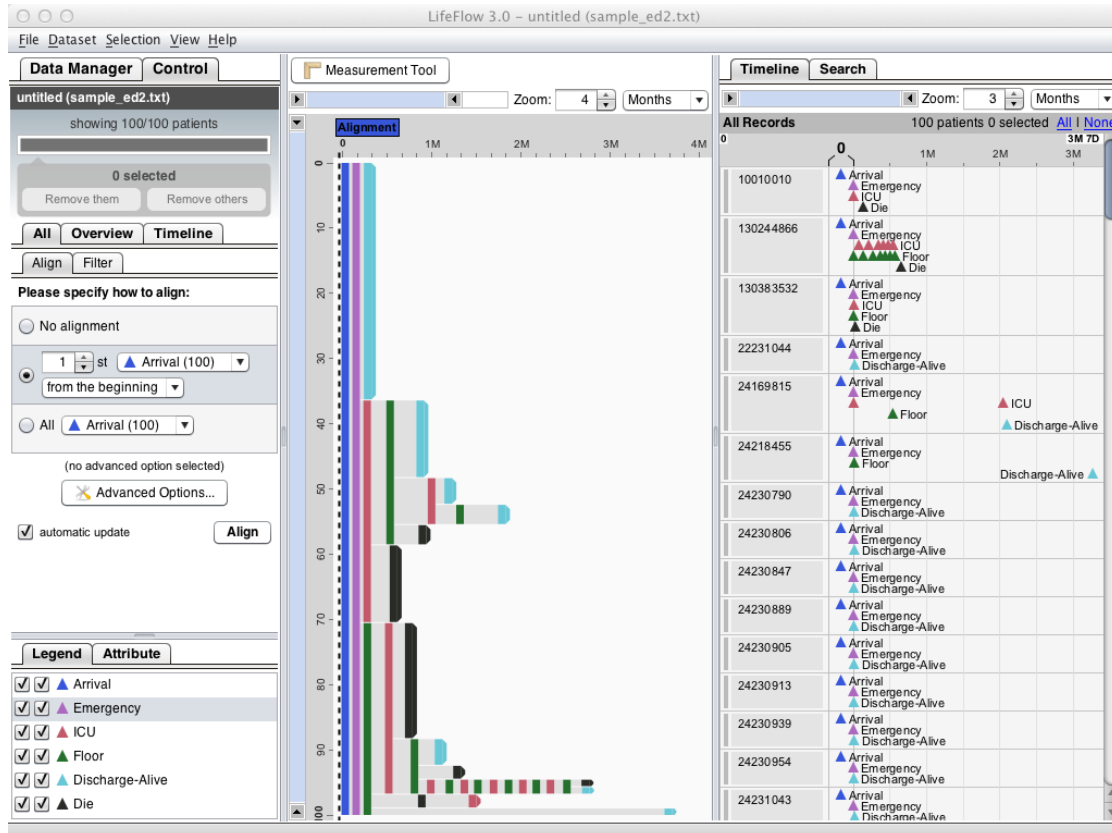 LifeFlow 3.0 – untitled (sample_ed2.txt)
File Dataset Selection View Help
Data Manager Control
untitled (sample_ed2.txt)
showing 100/100 patients
0 selected
Remove them Remove others
All Overview Timeline
Align Filter
Please specify how to align:
No alignment
1 st Arrival (100)
from the beginning
All Arrival (100)
(no advanced option selected)
Advanced Options...
automatic update Align
Legend Attribute
Arrival
Emergency
ICU
Floor
Discharge-Alive
Die
Measurement Tool
Zoom: 4 Months
Alignment
0 1M 2M 3M 4M
0
10
20
30
40
50
60
70
80
90
100
Timeline Search
Zoom: 3 Months
All Records 100 patients 0 selected All | None
0 3M 7D
0 1M 2M 3M
10010010
Arrival
Emergency
ICU
Die
130244866
Arrival
Emergency
ICU
Floor
Die
130383532
Arrival
Emergency
ICU
Floor
Die
22231044
Arrival
Emergency
Discharge-Alive
24169815
Arrival
Emergency
ICU
Floor
Discharge-Alive
24218455
Arrival
Emergency
Floor
Discharge-Alive
24230790
Arrival
Emergency
Discharge-Alive
24230806
Arrival
Emergency
Discharge-Alive
24230847
Arrival
Emergency
Discharge-Alive
24230889
Arrival
Emergency
Discharge-Alive
24230905
Arrival
Emergency
Discharge-Alive
24230913
Arrival
Emergency
Discharge-Alive
24230939
Arrival
Emergency
Discharge-Alive
24230954
Arrival
Emergency
Discharge-Alive
24231043
Arrival
Emergency
Discharge-Alive